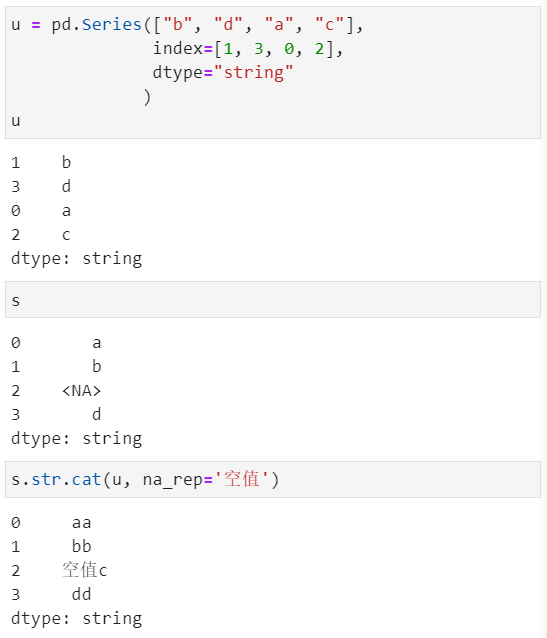 u = pd.Series(["b", "d", "a", "c"],
              index=[1, 3, 0, 2],
              dtype="string"
             )
u
1    b
3    d
0    a
2    c
dtype: string
s
0       a
1       b
2    <NA>
3       d
dtype: string
s.str.cat(u, na_rep='空值')
0     aa
1     bb
2    空值c
3     dd
dtype: string